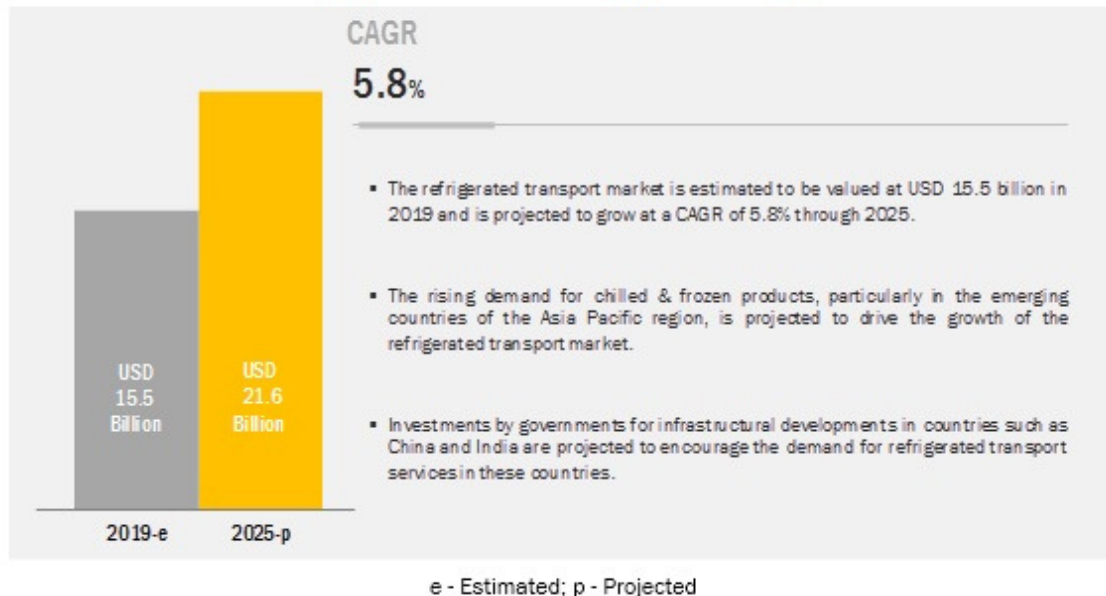 CAGR
5.8%
▪ The refrigerated transport market is estimated to be valued at USD 15.5 billion in
2019 and is projected to grow at a CAGR of 5.8% through 2025.
▪ The rising demand for chilled & frozen products, particularly in the emerging
countries of the Asia Pacific region, is projected to drive the growth of the
refrigerated transport market.
▪ Investments by governments for infrastructural developments in countries such as
China and India are projected to encourage the demand for refrigerated transport
services in these countries.
USD
15.5
Billion
USD
21.6
Billion
2019-e
2025-p
e - Estimated; p - Projected